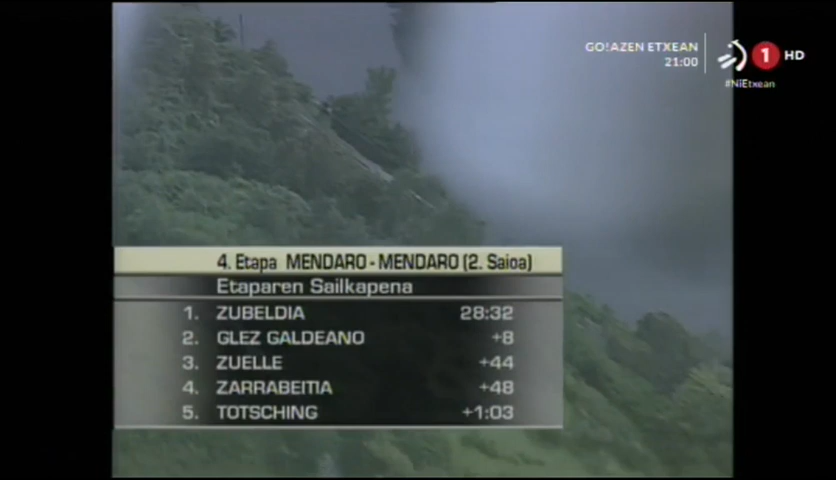 GO!AZEN ETXEAN
21:00
1 HD
#NiEtxean
4. Etapa MENDARO - MENDARO (2. Saioa)
Etaparen Sailkapena
1. ZUBELDIA 28:32
2. GLEZ GALDEANO +8
3. ZUELLE +44
4. ZARRABEITIA +48
5. TOTSCHING +1:03